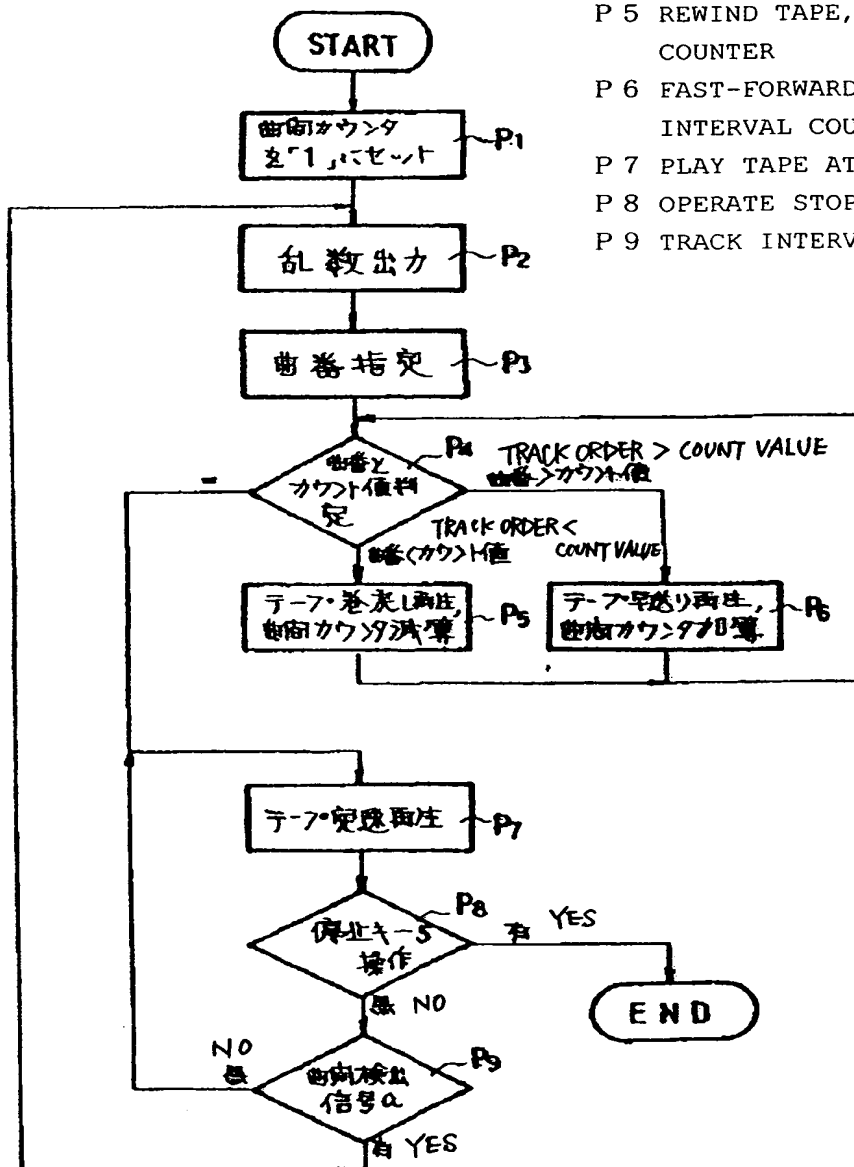 START
曲間カウンタ
を「1」にセット
P1
乱数出力
P2
曲番指定
P3
曲番と
カウント値判
定
P4
=
TRACK ORDER > COUNT VALUE
曲番>カウント値
TRACK ORDER <
COUNT VALUE
曲番<カウント値
テープ巻戻し再生,
曲間カウンタ減算
P5
テープ早送り再生,
曲間カウンタ加算
P6
テープ定速再生
P7
停止キー5
操作
P8
有 YES
END
無 NO
曲間検出
信号a
P9
NO
無
有 YES
P 5 REWIND TAPE,
COUNTER
P 6 FAST-FORWARD
INTERVAL COU
P 7 PLAY TAPE AT
P 8 OPERATE STOP
P 9 TRACK INTERV